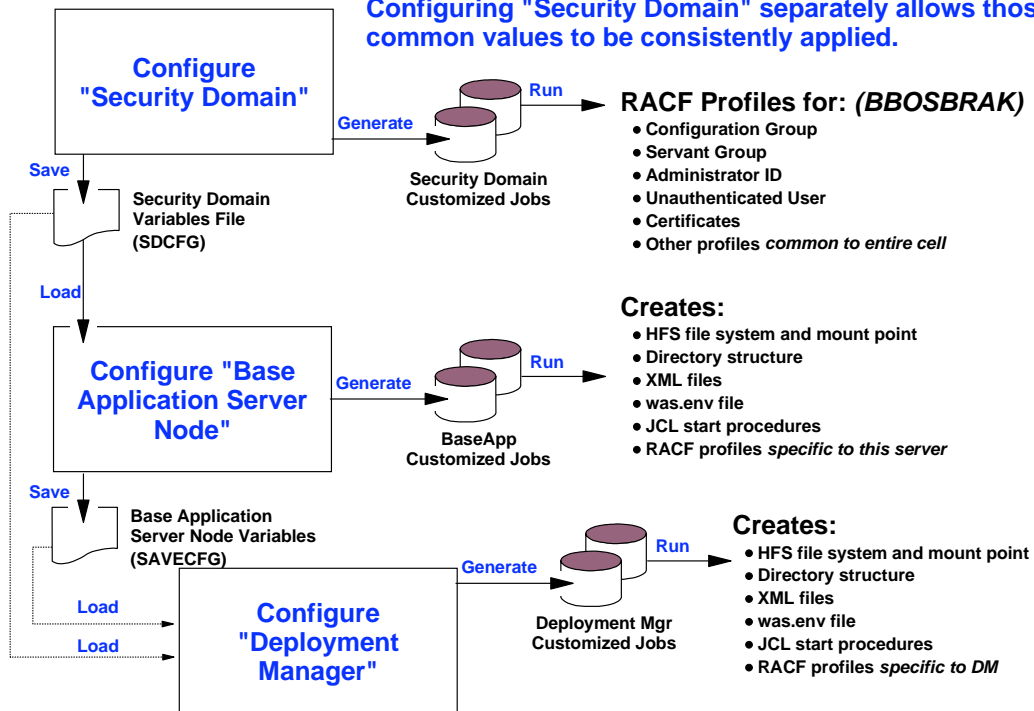 Configuring "Security Domain" separately allows thos
common values to be consistently applied.
Configure
"Security Domain"
Generate
Run
Security Domain
Customized Jobs
RACF Profiles for: (BBOSBRAK)
• Configuration Group
• Servant Group
• Administrator ID
• Unauthenticated User
• Certificates
• Other profiles common to entire cell
Save
Security Domain
Variables File
(SDCFG)
Load
Configure "Base
Application Server
Node"
Generate
Run
BaseApp
Customized Jobs
Creates:
• HFS file system and mount point
• Directory structure
• XML files
• was.env file
• JCL start procedures
• RACF profiles specific to this server
Save
Base Application
Server Node Variables
(SAVECFG)
Load
Load
Configure
"Deployment
Manager"
Generate
Run
Deployment Mgr
Customized Jobs
Creates:
• HFS file system and mount point
• Directory structure
• XML files
• was.env file
• JCL start procedures
• RACF profiles specific to DM